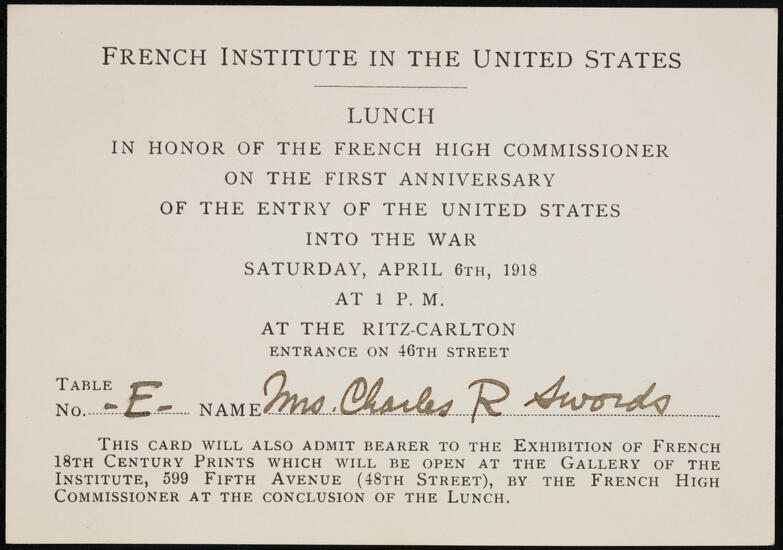 FRENCH INSTITUTE IN THE UNITED STATES
LUNCH
IN HONOR OF THE FRENCH HIGH COMMISSIONER
ON THE FIRST ANNIVERSARY
OF THE ENTRY OF THE UNITED STATES
INTO THE WAR
SATURDAY, APRIL 6TH, 1918
AT 1 P. M.
AT THE RITZ-CARLTON
ENTRANCE ON 46TH STREET
TABLE
NO. -E- NAME Mrs. Charles R Swords
THIS CARD WILL ALSO ADMIT BEARER TO THE EXHIBITION OF FRENCH
18TH CENTURY PRINTS WHICH WILL BE OPEN AT THE GALLERY OF THE
INSTITUTE, 599 FIFTH AVENUE (48TH STREET), BY THE FRENCH HIGH
COMMISSIONER AT THE CONCLUSION OF THE LUNCH.